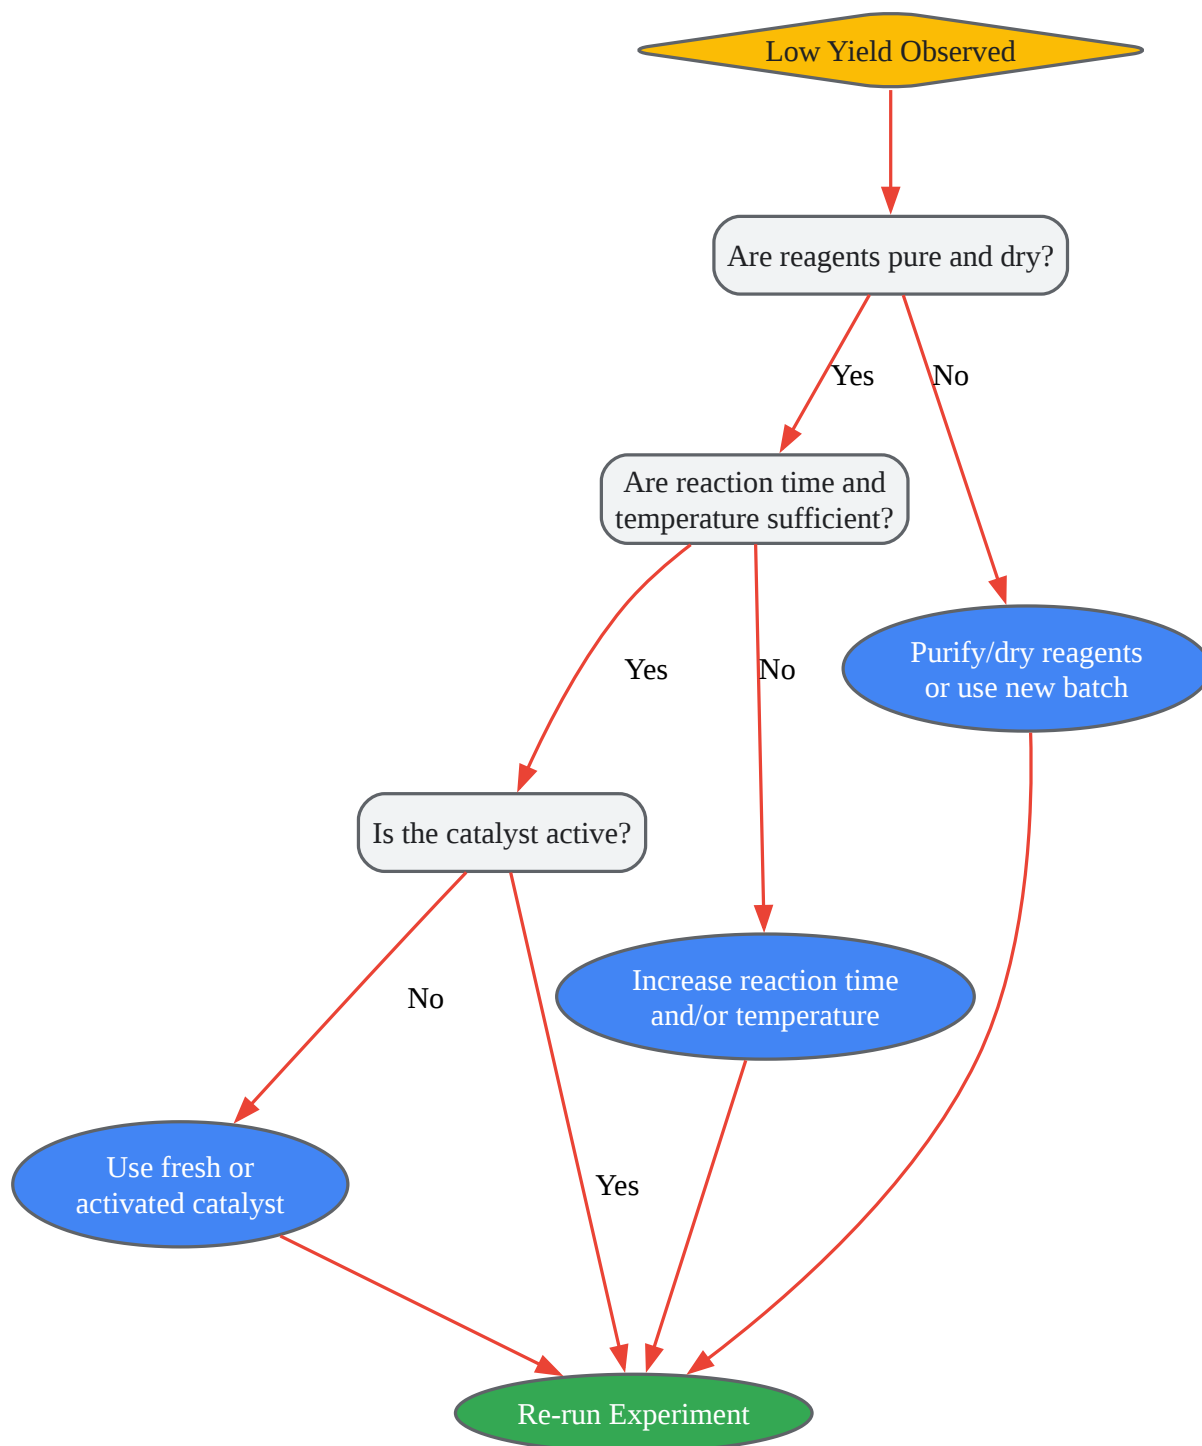 Low Yield Observed
Are reagents pure and dry?
Yes
No
Are reaction time and
temperature sufficient?
Purify/dry reagents
or use new batch
Yes
No
Is the catalyst active?
Increase reaction time
and/or temperature
No
Use fresh or
activated catalyst
Yes
Re-run Experiment